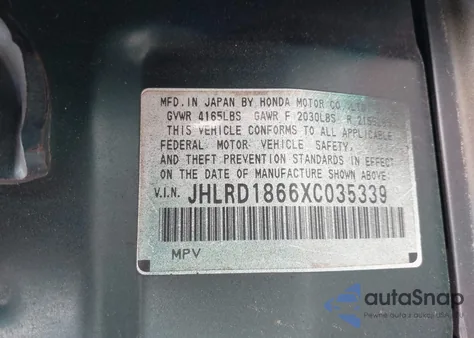 MFD. IN JAPAN BY HONDA MOTOR CO. LTD.
GVWR 4165LBS GAWR F 2030LBS R
THIS VEHICLE CONFORMS TO ALL APPLICABLE
FEDERAL MOTOR VEHICLE SAFETY,
AND THEFT PREVENTION STANDARDS IN EFFECT
ON THE DATE OF MANUFACTURE SHOWN ABOVE.
V.I.N. JHLRD1866XC035339
MPV
autoSnap